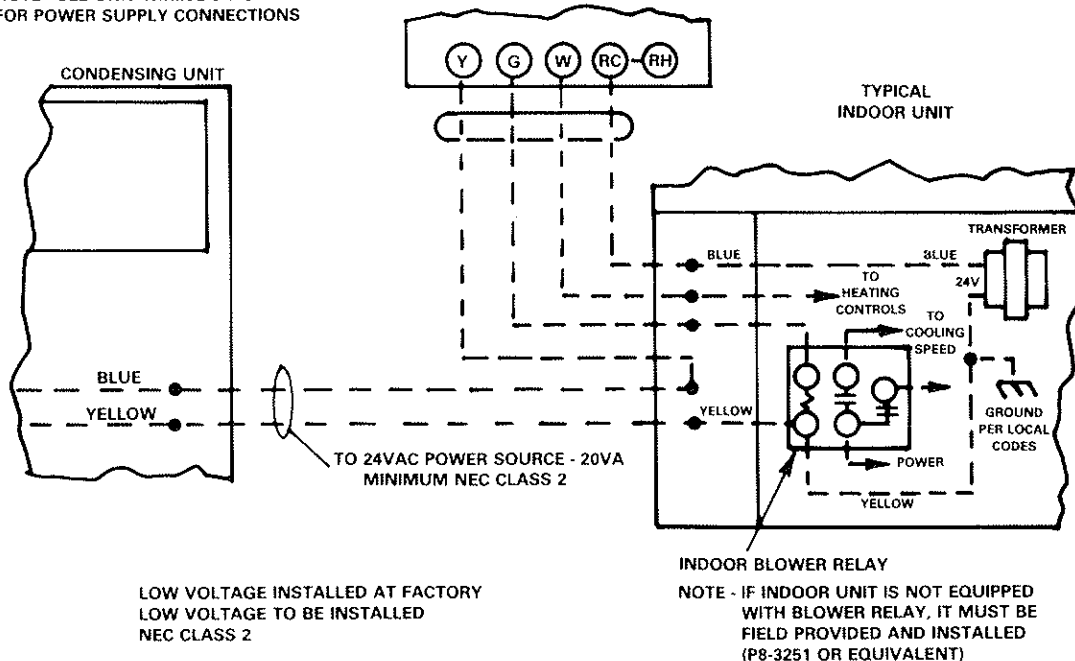 FOR POWER SUPPLY CONNECTIONS
CONDENSING UNIT
Y G W RC RH
TYPICAL
INDOOR UNIT
TRANSFORMER
BLUE
BLUE
24V
TO
HEATING
CONTROLS
TO
COOLING
SPEED
BLUE
YELLOW
YELLOW
GROUND
PER LOCAL
CODES
POWER
YELLOW
TO 24VAC POWER SOURCE - 20VA
MINIMUM NEC CLASS 2
INDOOR BLOWER RELAY
LOW VOLTAGE INSTALLED AT FACTORY
LOW VOLTAGE TO BE INSTALLED
NEC CLASS 2
NOTE - IF INDOOR UNIT IS NOT EQUIPPED
WITH BLOWER RELAY, IT MUST BE
FIELD PROVIDED AND INSTALLED
(P8-3251 OR EQUIVALENT)